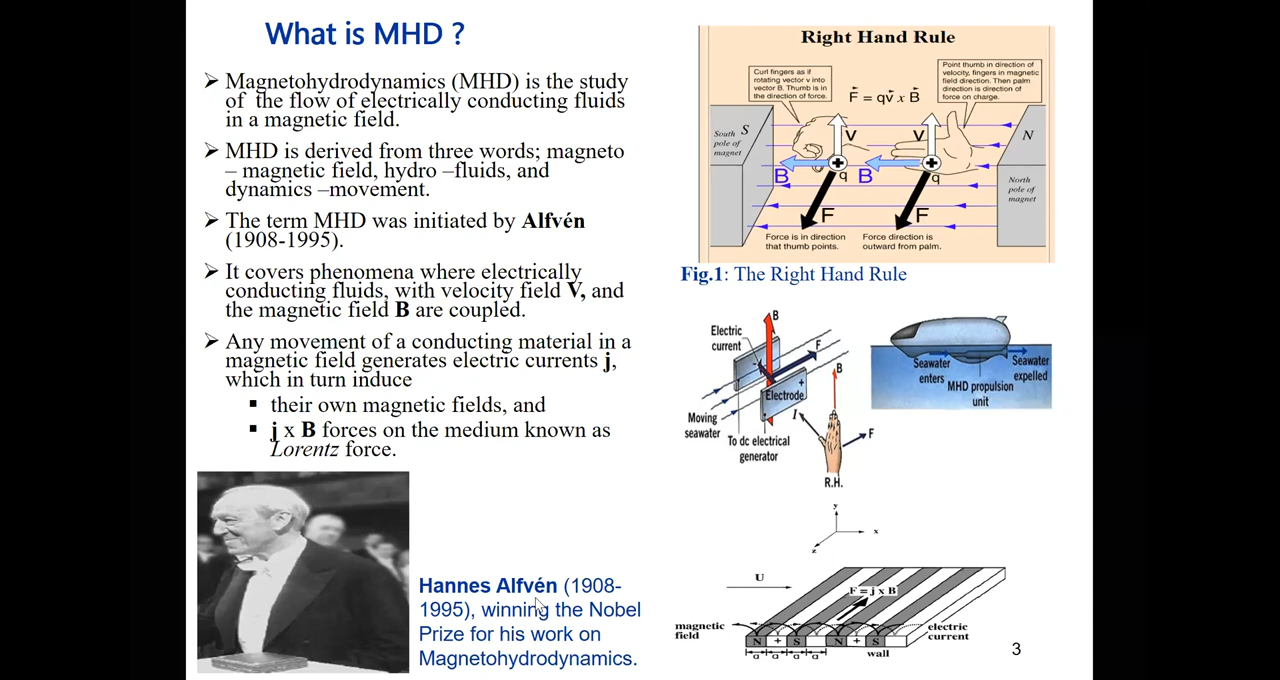 What is MHD ?
➢ Magnetohydrodynamics (MHD) is the study
of the flow of electrically conducting fluids
in a magnetic field.
➢ MHD is derived from three words; magneto
– magnetic field, hydro –fluids, and
dynamics –movement.
➢ The term MHD was initiated by Alfvén
(1908-1995).
➢ It covers phenomena where electrically
conducting fluids, with velocity field V, and
the magnetic field B are coupled.
➢ Any movement of a conducting material in a
magnetic field generates electric currents j,
which in turn induce
▪ their own magnetic fields, and
▪ j x B forces on the medium known as
Lorentz force.
Hannes Alfvén (1908-
1995), winning the Nobel
Prize for his work on
Magnetohydrodynamics.
Right Hand Rule
Curl fingers as if
rotating vector v into
vector B. Thumb is in
the direction of force.
F = qv x B
Point thumb in direction of
velocity, fingers in magnetic
field direction. Then palm
direction is direction of
force on charge.
South S
pole of
magnet
N
North
pole of
magnet
V
V
B
B
q
q
F
F
Force is in direction
that thumb points.
Force direction is
outward from palm.
Fig.1: The Right Hand Rule
B
Electric
current
F
-
+
Electrode
Moving
seawater
To dc electrical
generator
B
I
F
R.H.
Seawater
enters
MHD propulsion
unit
Seawater
expelled
y
x
z
U
F = j x B
magnetic
field
electric
current
N + S N + S
a a a a
wall
3